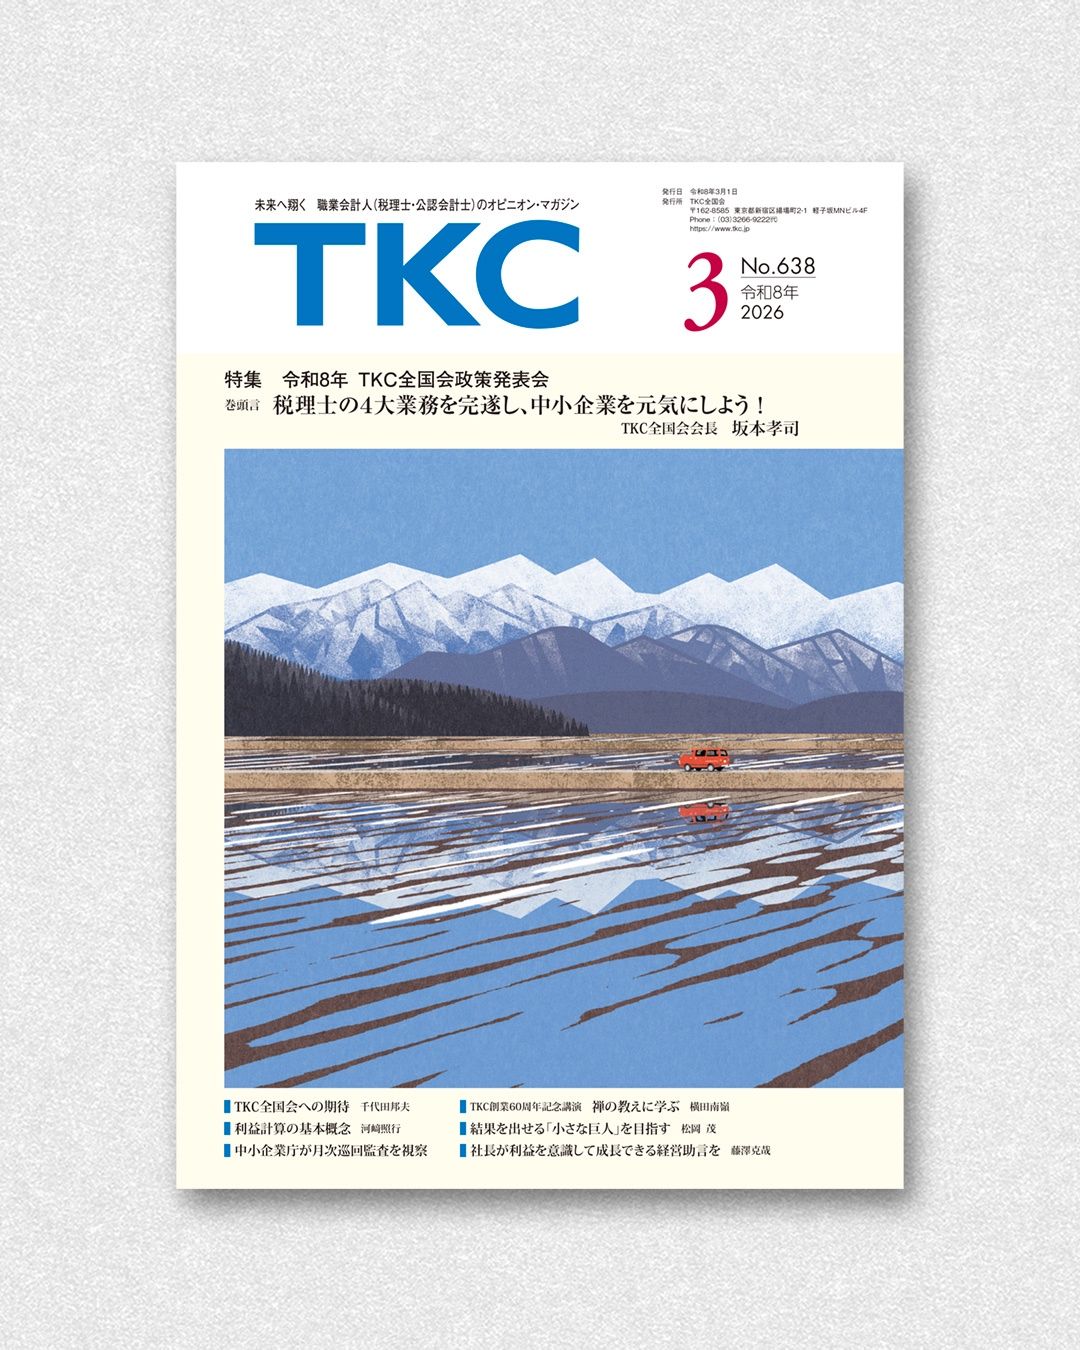 未来へ翔く 職業会計人(税理士・公認会計士)のオピニオン・マガジン
TKC
発行日 令和8年3月1日
発行所 TKC全国会
〒162-8585 東京都新宿区揚場町2-1 軽子坂MNビル4F
Phone：(03)3266-9222代
https://www.tkc.jp
3
No.638
令和8年
2026
特集 令和8年 TKC全国会政策発表会
巻頭言 税理士の4大業務を完遂し、中小企業を元気にしよう！
TKC全国会会長 坂本孝司
TKC全国会への期待 千代田邦夫
利益計算の基本概念 河﨑照行
中小企業庁が月次巡回監査を視察
TKC創業60周年記念講演 禅の教えに学ぶ 横田南嶺
結果を出せる「小さな巨人」を目指す 松岡 茂
社長が利益を意識して成長できる経営助言を 藤澤克哉